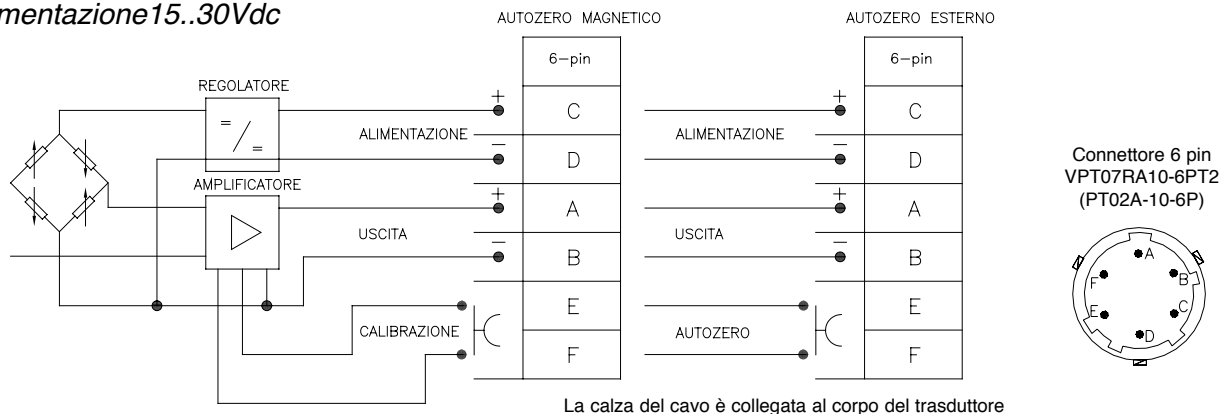 mentazione15..30Vdc
AUTOZERO MAGNETICO
6-pin
REGOLATORE
=
=
+
C
ALIMENTAZIONE
−
D
AMPLIFICATORE
+
A
USCITA
−
B
E
CALIBRAZIONE
F
AUTOZERO ESTERNO
6-pin
+
C
ALIMENTAZIONE
−
D
+
A
USCITA
−
B
E
AUTOZERO
F
Connettore 6 pin
VPT07RA10-6PT2
(PT02A-10-6P)
A
F
B
C
E
D
La calza del cavo è collegata al corpo del trasduttore